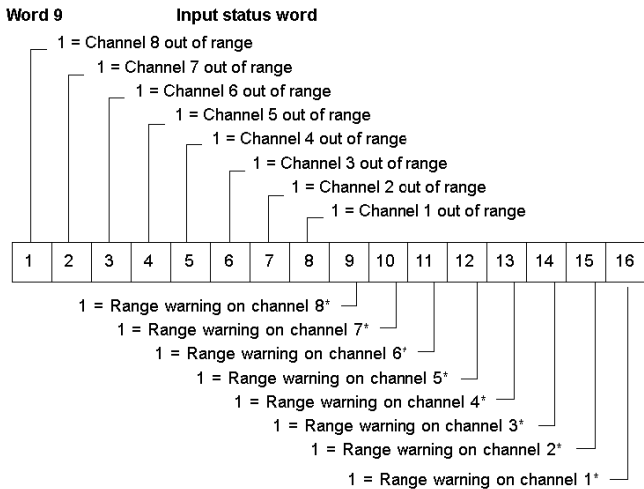 Word 9 Input status word
1 = Channel 8 out of range
1 = Channel 7 out of range
1 = Channel 6 out of range
1 = Channel 5 out of range
1 = Channel 4 out of range
1 = Channel 3 out of range
1 = Channel 2 out of range
1 = Channel 1 out of range
1 2 3 4 5 6 7 8 9 10 11 12 13 14 15 16
1 = Range warning on channel 8*
1 = Range warning on channel 7*
1 = Range warning on channel 6*
1 = Range warning on channel 5*
1 = Range warning on channel 4*
1 = Range warning on channel 3*
1 = Range warning on channel 2*
1 = Range warning on channel 1*